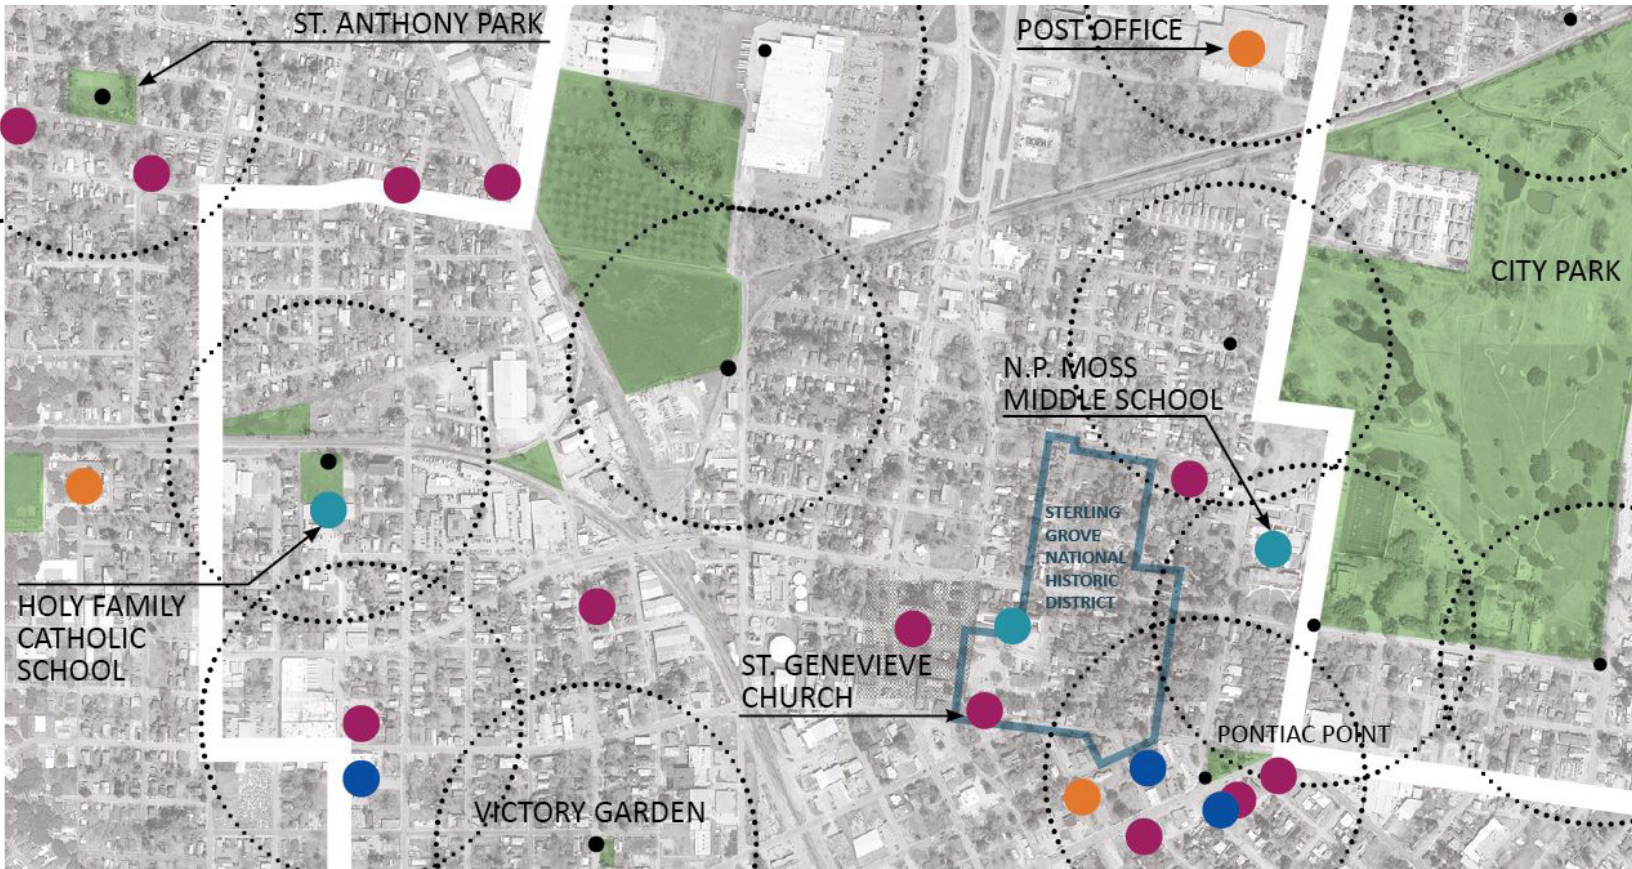 ST. ANTHONY PARK
POST OFFICE
CITY PARK
N.P. MOSS
MIDDLE SCHOOL
STERLING
GROVE
NATIONAL
HISTORIC
DISTRICT
HOLY FAMILY
CATHOLIC
SCHOOL
ST. GENEVIEVE
CHURCH
PONTIAC POINT
VICTORY GARDEN